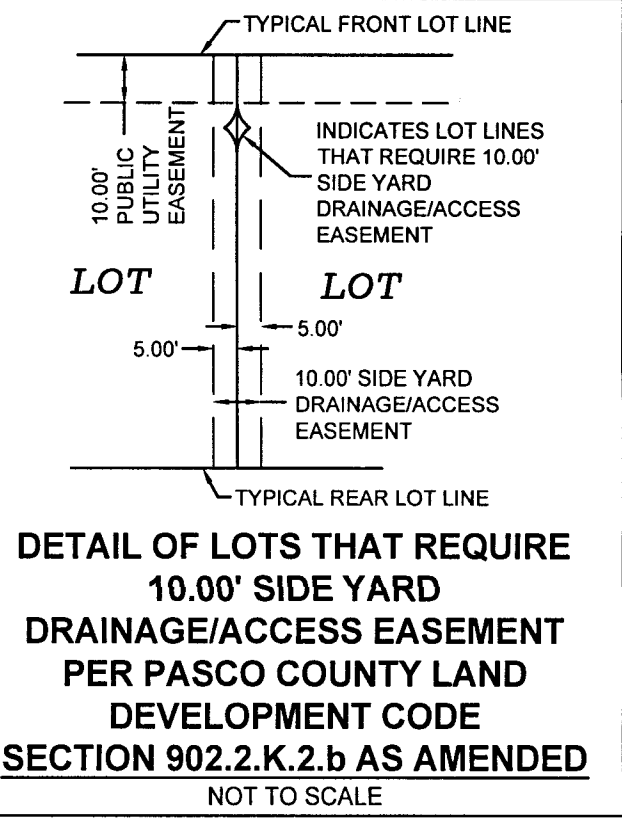 TYPICAL FRONT LOT LINE
10.00'
PUBLIC
UTILITY
EASEMENT
INDICATES LOT LINES
THAT REQUIRE 10.00'
SIDE YARD
DRAINAGE/ACCESS
EASEMENT
LOT
LOT
5.00'
5.00'
10.00' SIDE YARD
DRAINAGE/ACCESS
EASEMENT
TYPICAL REAR LOT LINE
DETAIL OF LOTS THAT REQUIRE
10.00' SIDE YARD
DRAINAGE/ACCESS EASEMENT
PER PASCO COUNTY LAND
DEVELOPMENT CODE
SECTION 902.2.K.2.b AS AMENDED
NOT TO SCALE